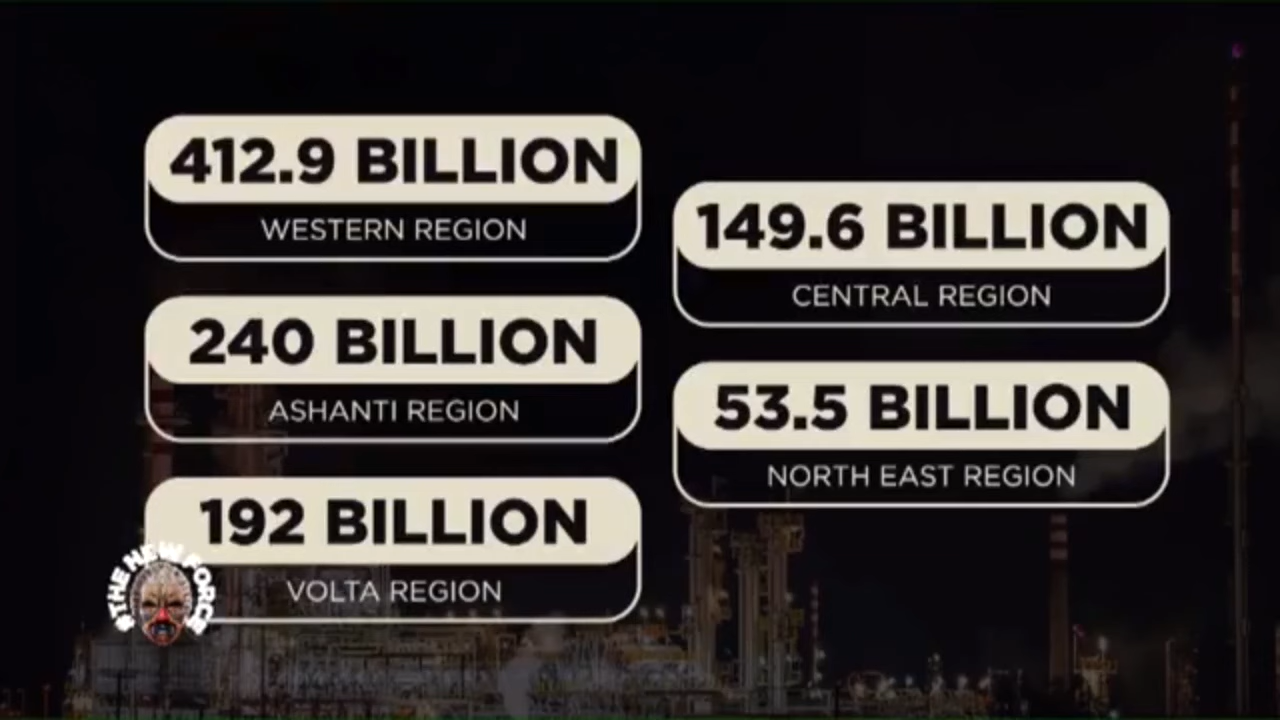 412.9 BILLION
WESTERN REGION
240 BILLION
ASHANTI REGION
192 BILLION
VOLTA REGION
149.6 BILLION
CENTRAL REGION
53.5 BILLION
NORTH EAST REGION
#THE NEW FORCE